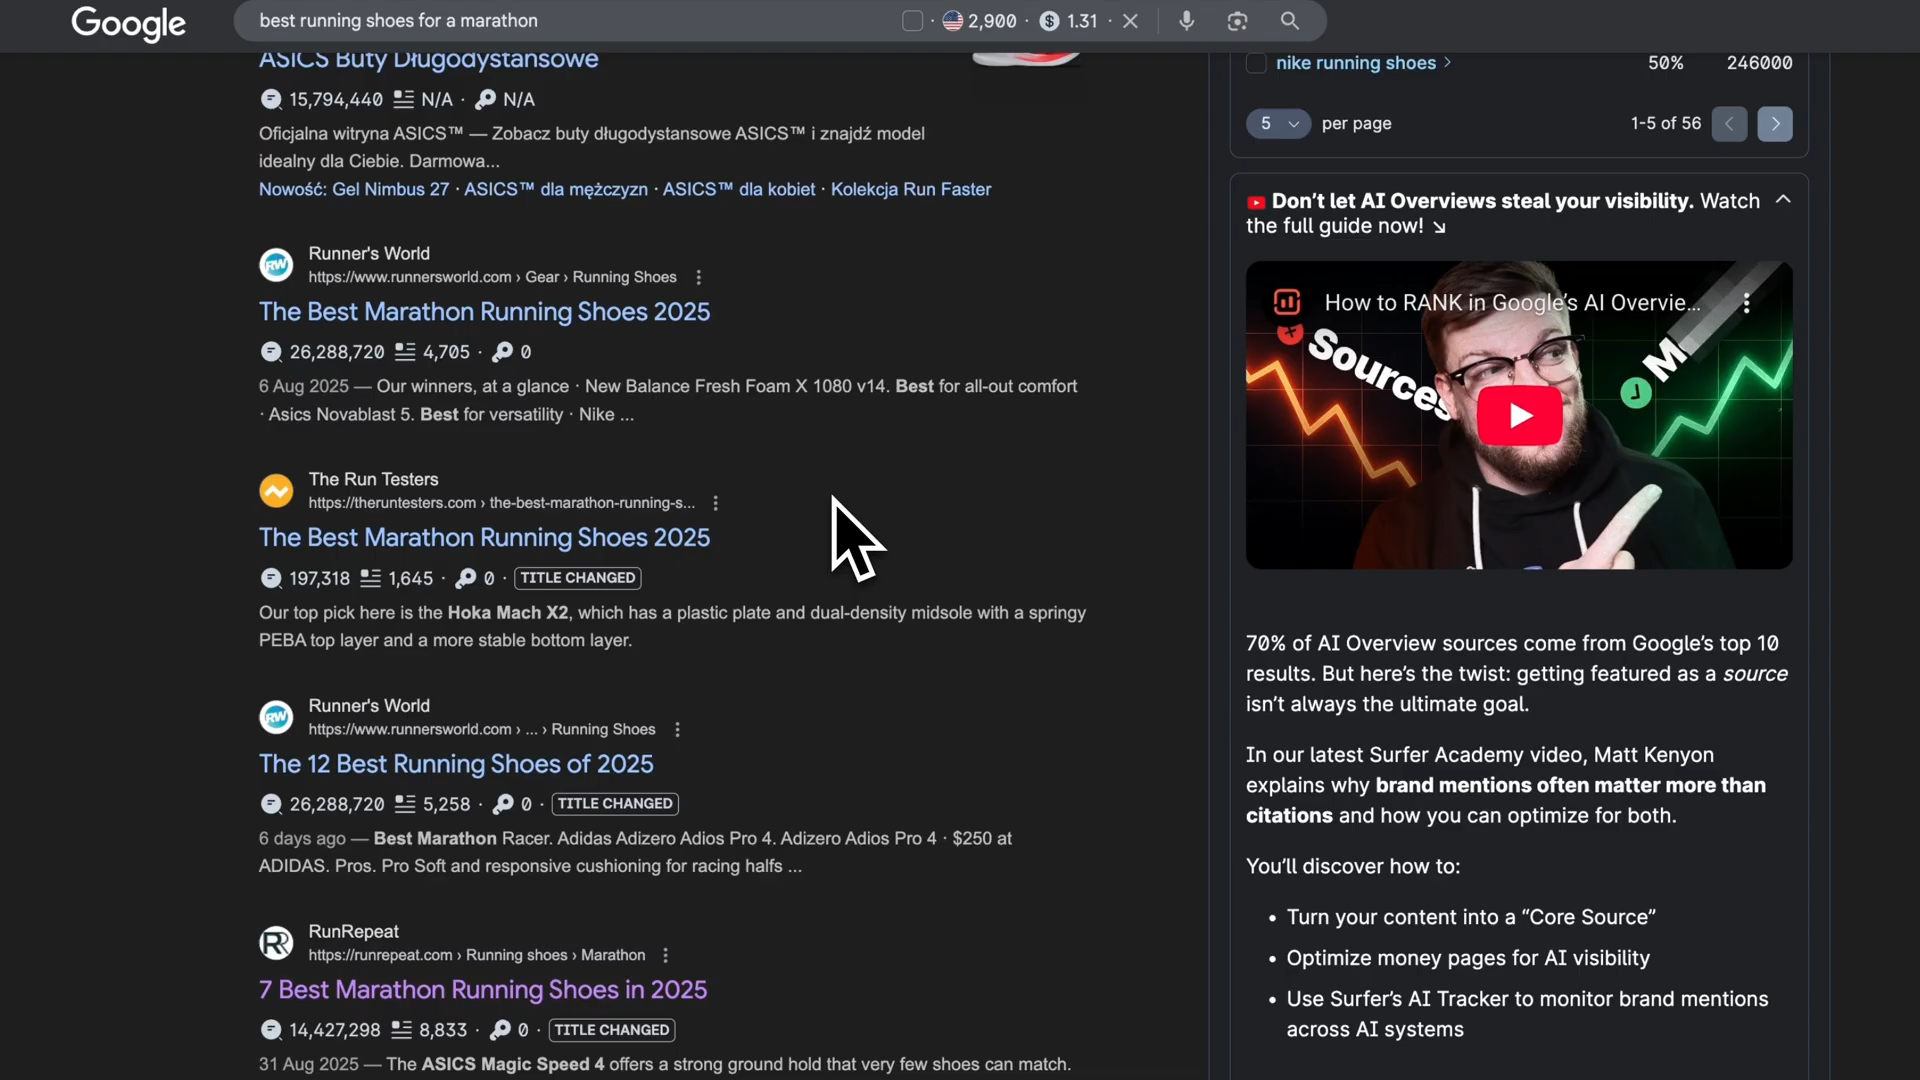 Google
best running shoes for a marathon
2,900 · 1.31
ASICS Buty Długodystansowe
15,794,440 N/A · N/A
Oficjalna witryna ASICS™ — Zobacz buty długodystansowe ASICS™ i znajdź model
idealny dla Ciebie. Darmowa...
Nowość: Gel Nimbus 27 · ASICS™ dla mężczyzn · ASICS™ dla kobiet · Kolekcja Run Faster
Runner's World
https://www.runnersworld.com › Gear › Running Shoes
The Best Marathon Running Shoes 2025
26,288,720 4,705 · 0
6 Aug 2025 — Our winners, at a glance · New Balance Fresh Foam X 1080 v14. Best for all-out comfort
· Asics Novablast 5. Best for versatility · Nike ...
The Run Testers
https://theruntesters.com › the-best-marathon-running-s...
The Best Marathon Running Shoes 2025
197,318 1,645 · 0 · TITLE CHANGED
Our top pick here is the Hoka Mach X2, which has a plastic plate and dual-density midsole with a springy
PEBA top layer and a more stable bottom layer.
Runner's World
https://www.runnersworld.com › ... › Running Shoes
The 12 Best Running Shoes of 2025
26,288,720 5,258 · 0 · TITLE CHANGED
6 days ago — Best Marathon Racer. Adidas Adizero Adios Pro 4. Adizero Adios Pro 4 · $250 at
ADIDAS. Pros. Pro Soft and responsive cushioning for racing halfs ...
RunRepeat
https://runrepeat.com › Running shoes › Marathon
7 Best Marathon Running Shoes in 2025
14,427,298 8,833 · 0 · TITLE CHANGED
31 Aug 2025 — The ASICS Magic Speed 4 offers a strong ground hold that very few shoes can match.
nike running shoes › 50% 246000
5 per page 1-5 of 56
Don't let AI Overviews steal your visibility. Watch
the full guide now! ↘
How to RANK in Google's AI Overvie...
Sources
70% of AI Overview sources come from Google's top 10
results. But here's the twist: getting featured as a source
isn't always the ultimate goal.
In our latest Surfer Academy video, Matt Kenyon
explains why brand mentions often matter more than
citations and how you can optimize for both.
You'll discover how to:
• Turn your content into a “Core Source”
• Optimize money pages for AI visibility
• Use Surfer's AI Tracker to monitor brand mentions
across AI systems